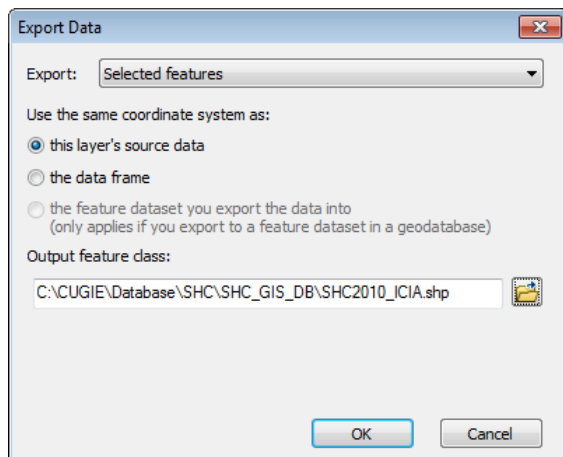 Export Data
Export: Selected features
Use the same coordinate system as:
this layer's source data
the data frame
the feature dataset you export the data into
(only applies if you export to a feature dataset in a geodatabase)
Output feature class:
C:\CUGIE\Database\SHC\SHC_GIS_DB\SHC2010_ICIA.shp
OK Cancel